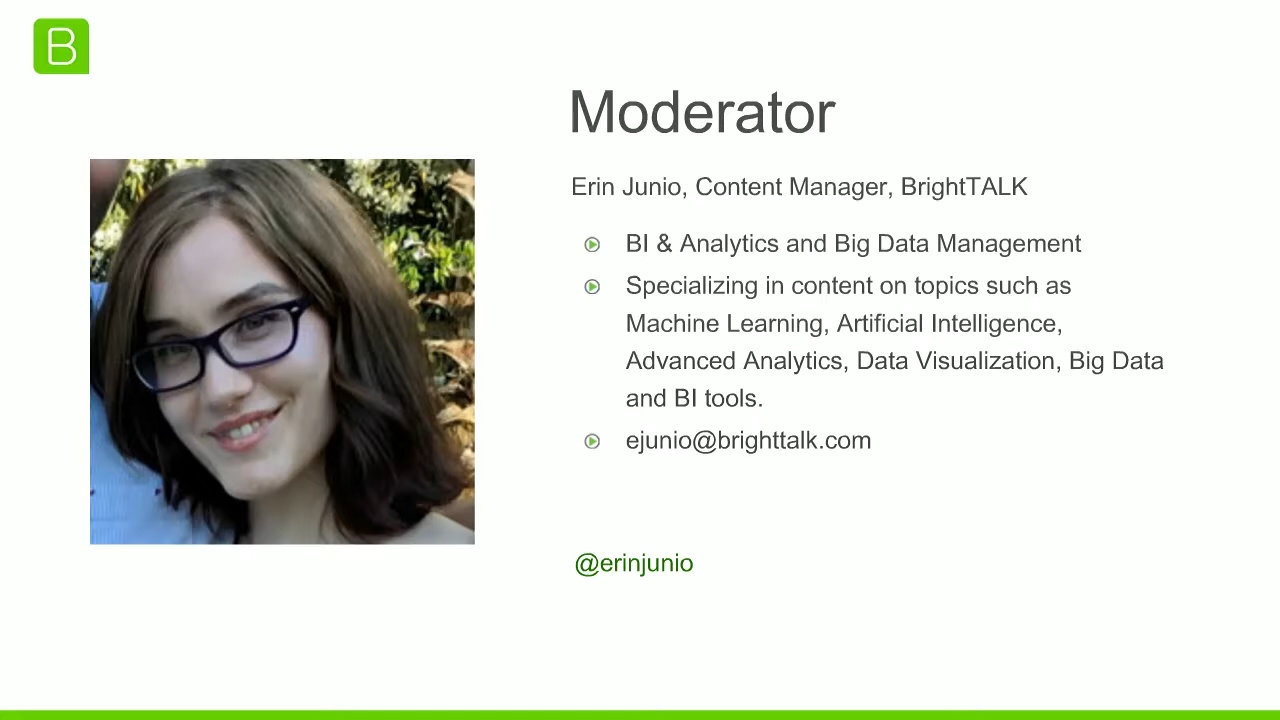 B
Moderator
Erin Junio, Content Manager, BrightTALK
BI & Analytics and Big Data Management
Specializing in content on topics such as
Machine Learning, Artificial Intelligence,
Advanced Analytics, Data Visualization, Big Data
and BI tools.
ejunio@brighttalk.com
@erinjunio